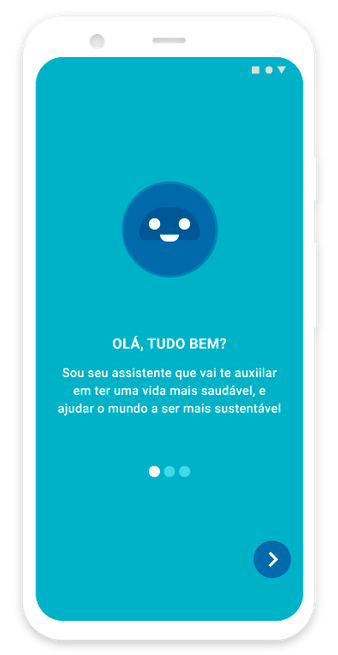 OLÁ, TUDO BEM?
Sou seu assistente que vai te auxiilar
em ter uma vida mais saudável, e
ajudar o mundo a ser mais sustentável